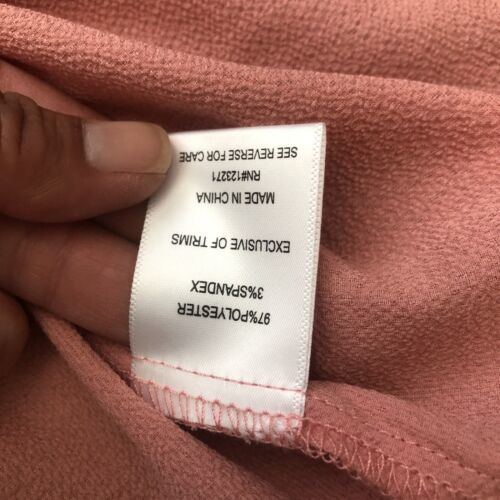 97%POLYESTER
3%SPANDEX
EXCLUSIVE OF TRIMS
MADE IN CHINA
RN#123271
SEE REVERSE FOR CARE